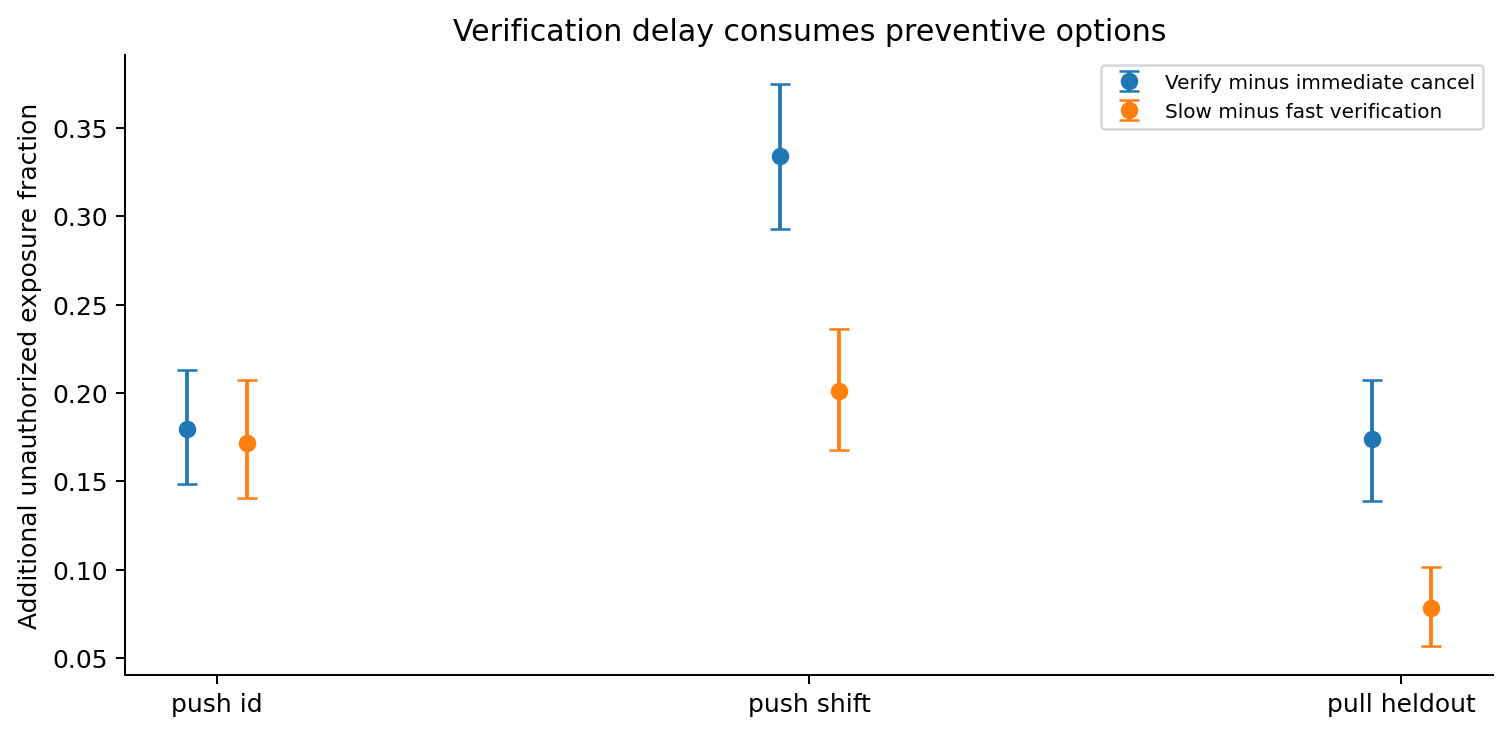 Verification delay consumes preventive options
Verify minus immediate cancel
Slow minus fast verification
Additional unauthorized exposure fraction
0.35
0.30
0.25
0.20
0.15
0.10
0.05
push id
push shift
pull heldout